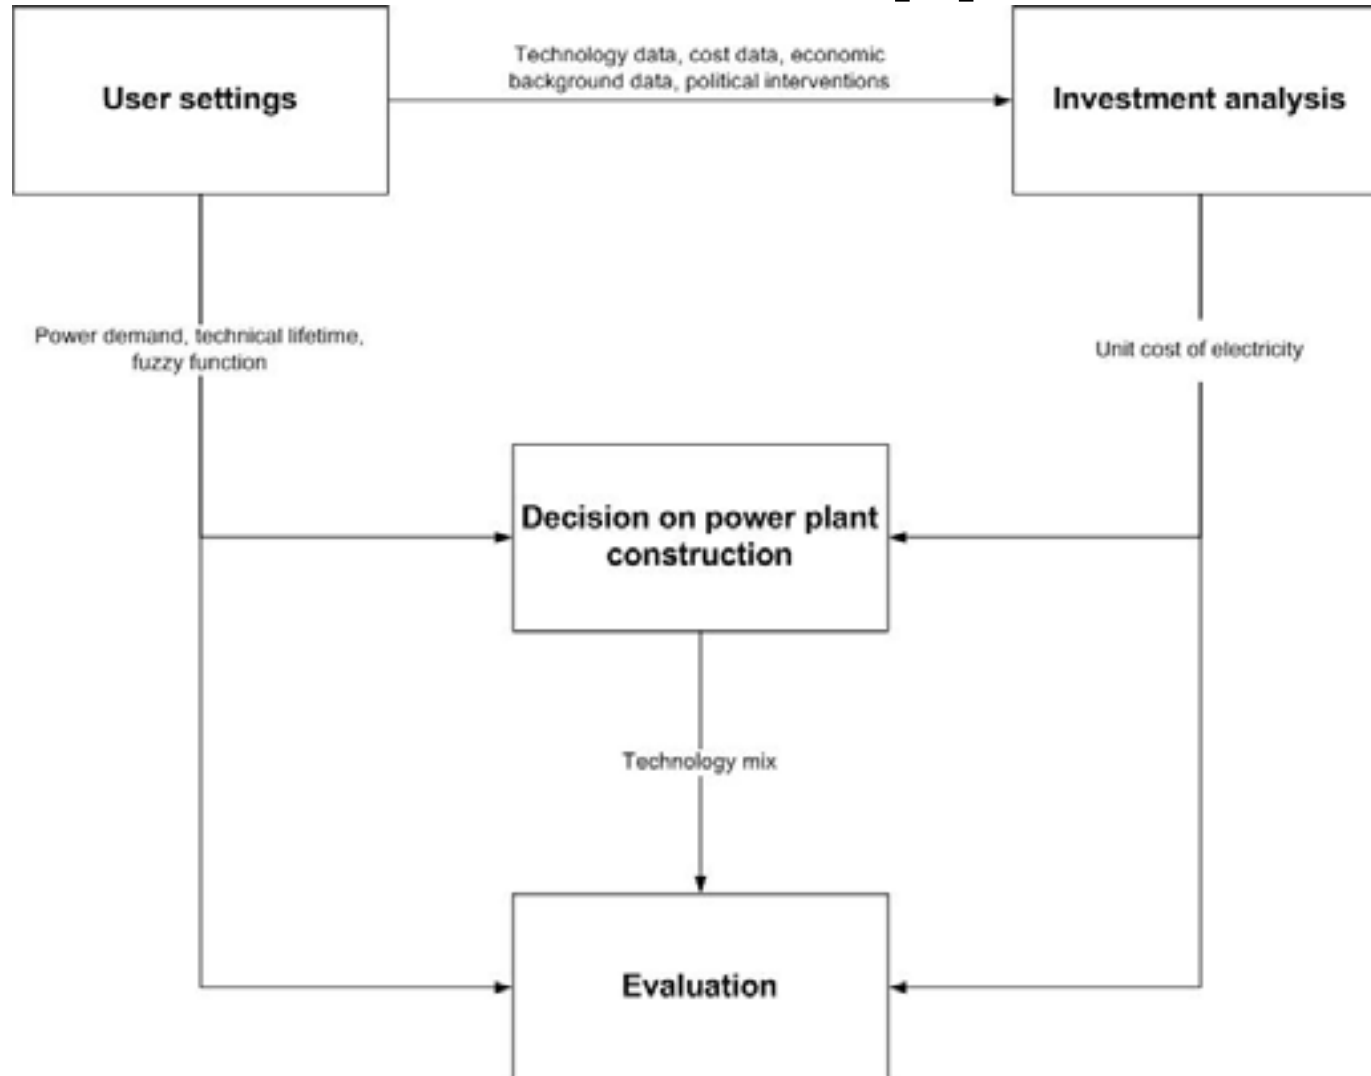 User settings
Technology data, cost data, economic
background data, political interventions
Investment analysis
Power demand, technical lifetime,
fuzzy function
Unit cost of electricity
Decision on power plant
construction
Technology mix
Evaluation